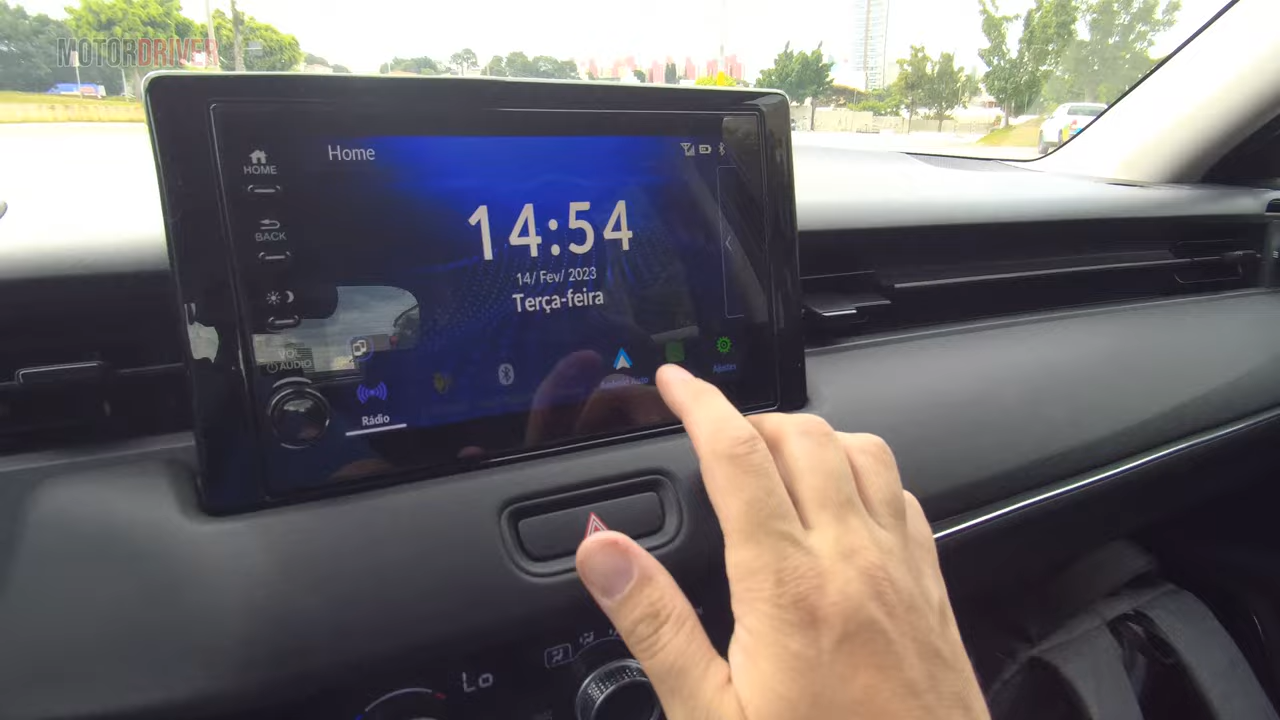 MOTORDRIVER
Home
HOME
BACK
14:54
14/ Fev/ 2023
Terça-feira
VOL
AUDIO
Android Auto
Ajustes
Rádio
Lo